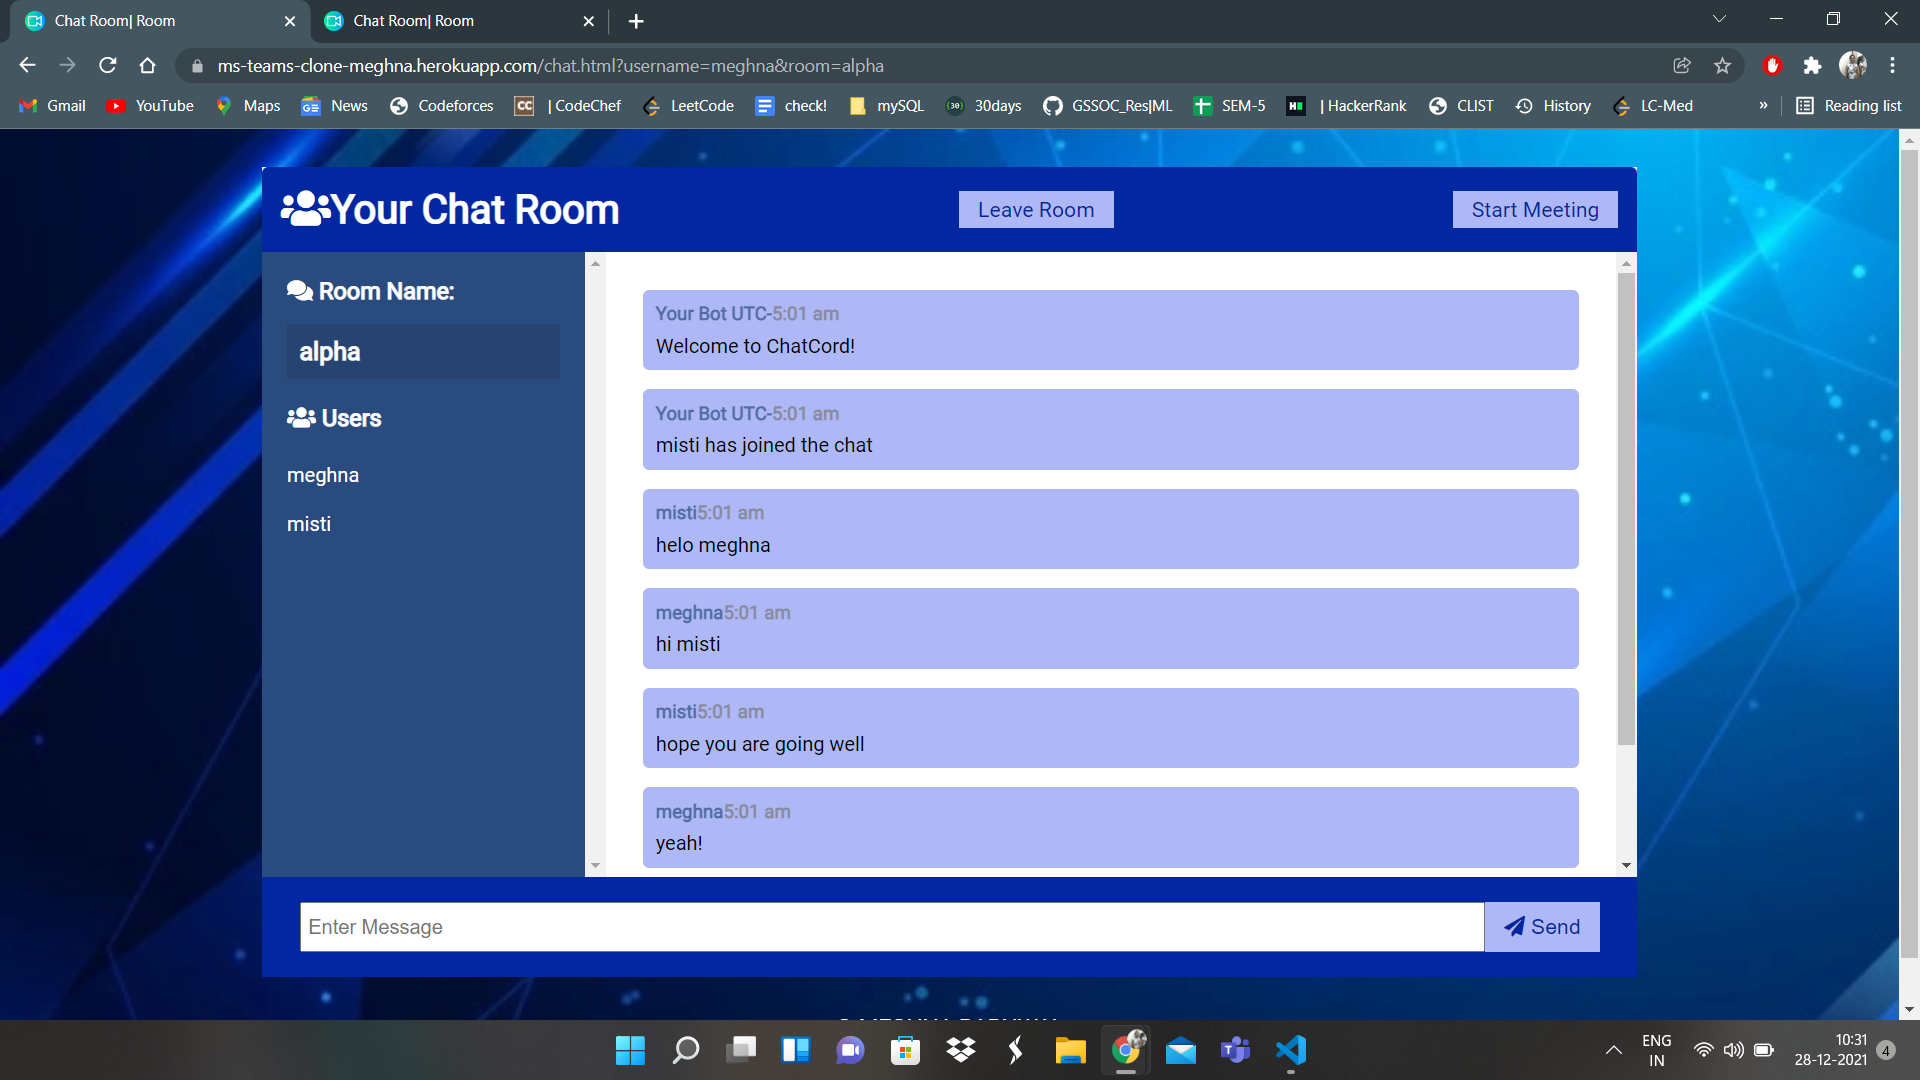 Chat Room| Room
Chat Room| Room
ms-teams-clone-meghna.herokuapp.com/chat.html?username=meghna&room=alpha
Gmail YouTube Maps News Codeforces | CodeChef LeetCode check! mySQL 30days GSSOC_Res|ML SEM-5 | HackerRank CLIST History LC-Med » Reading list
Your Chat Room
Leave Room
Start Meeting
Room Name:
alpha
Users
meghna
misti
Your Bot UTC-5:01 am
Welcome to ChatCord!
Your Bot UTC-5:01 am
misti has joined the chat
misti5:01 am
helo meghna
meghna5:01 am
hi misti
misti5:01 am
hope you are going well
meghna5:01 am
yeah!
Enter Message
Send
ENG
IN
10:31
28-12-2021
4